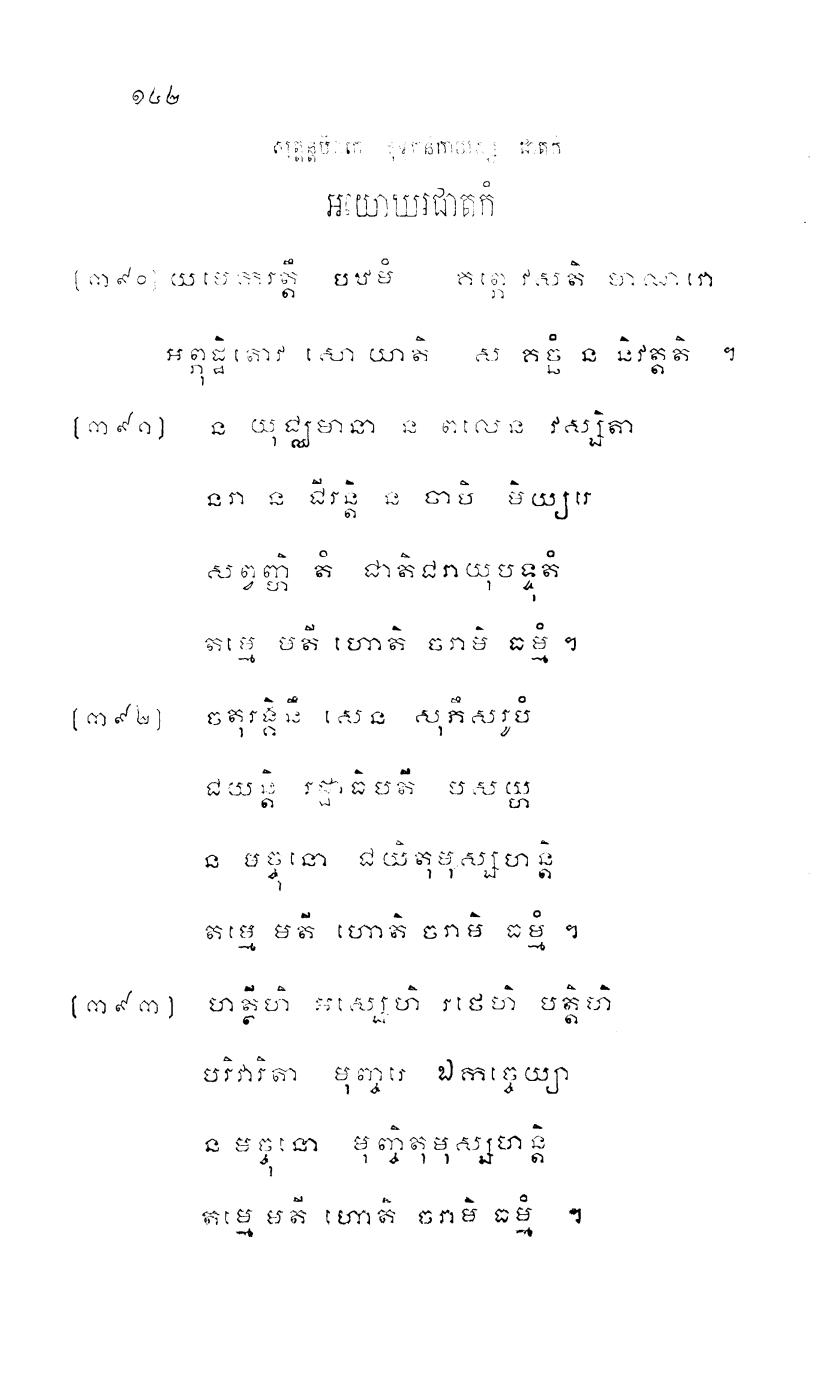 ១៤២
សុត្តន្តបិដកេ ខុទ្ទកនិកាយស្ស ជាតកំ
អយោឃរជាតកំ
[៣៩០] យមេករត្តឹ បឋមំ គព្ភេ វសតិ មាណវោ
អព្ភុដ្ឋិតោវ សោ យាតិ ស គច្ឆំ ន និវត្តតិ ។
[៣៩១] ន យុជ្ឈមានា ន ពលេន វស្សិតា
នរា ន ជីរន្តិ ន ចាបិ មិយ្យរេ
សព្វញ្ហិ តំ ជាតិជរាយុបទ្ទុតំ
តម្មេ មតី ហោតិ ចរាមិ ធម្មំ ។
[៣៩២] ចតុរង្គិនឹ សេន សុភឹសរូបំ
ជយន្តិ រដ្ឋាធិបតី បសយ្ហ
ន មច្ចុនោ ជយិតុមុស្សហន្តិ
តម្មេ មតី ហោតិ ចរាមិ ធម្មំ ។
[៣៩៣] ហត្ថីហិ អស្សេហិ រថេហិ បត្តិហិ
បរិវារិតា មុញ្ចរេ ឯកច្ចេយ្យា
ន មច្ចុនោ មុញ្ចិតុមុស្សហន្តិ
តម្មេ មតី ហោតិ ចរាមិ ធម្មំ ។